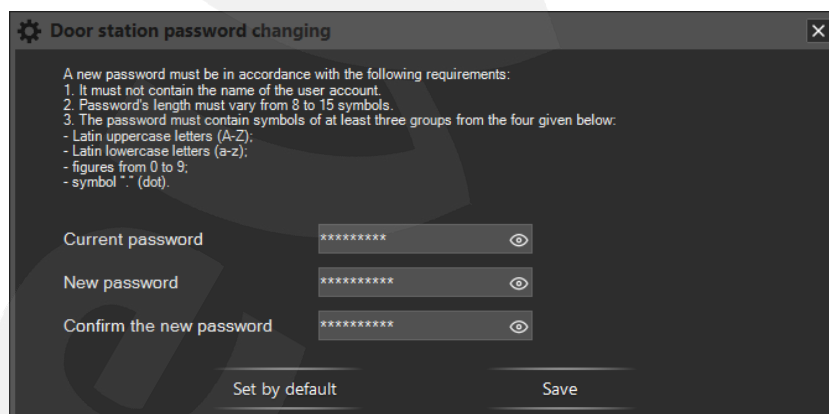 Door station password changing
A new password must be in accordance with the following requirements:
1. It must not contain the name of the user account.
2. Password's length must vary from 8 to 15 symbols.
3. The password must contain symbols of at least three groups from the four given below:
- Latin uppercase letters (A-Z);
- Latin lowercase letters (a-z);
- figures from 0 to 9;
- symbol "." (dot).
Current password *********
New password **********
Confirm the new password **********
Set by default Save